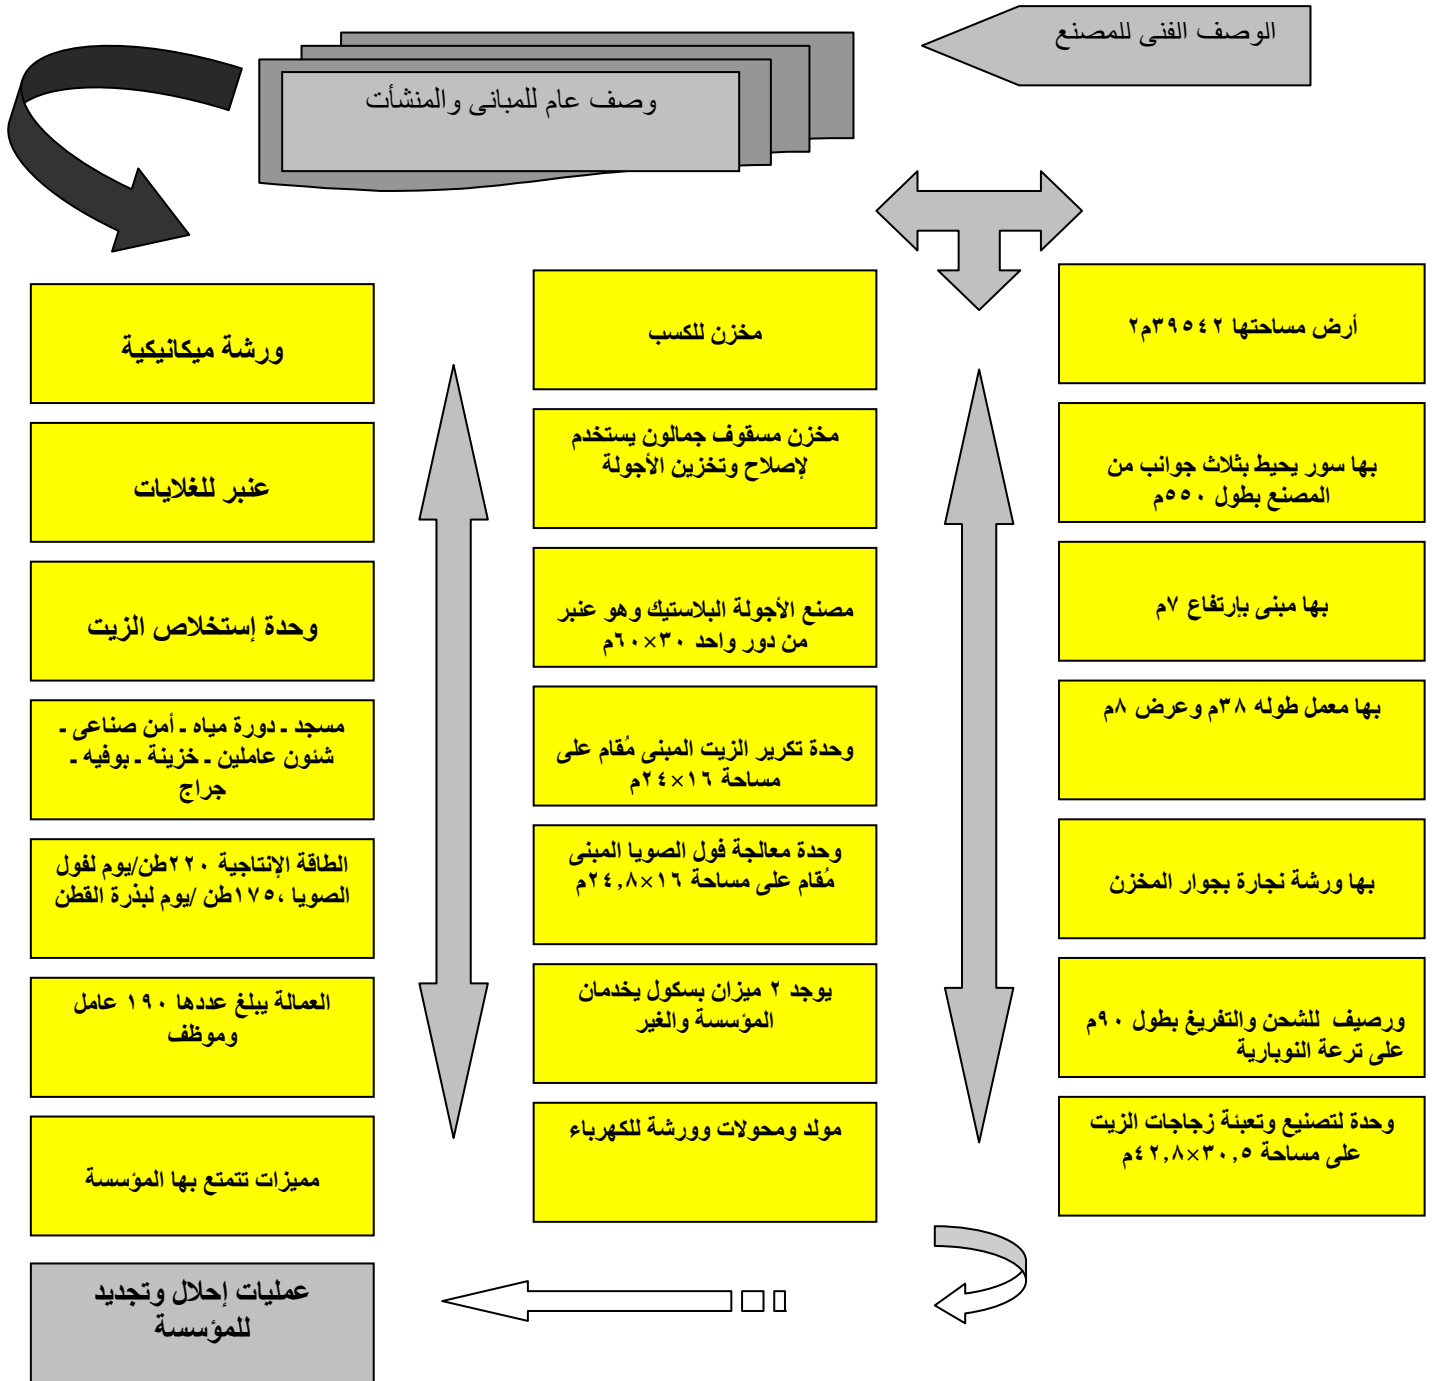 الوصف الفنى للمصنع
وصف عام للمبانى والمنشأت
أرض مساحتها ٣٩٥٤٢م٢
بها سور يحيط بثلاث جوانب من
المصنع بطول ٥٥٠م
بها مبنى بإرتفاع ٧م
بها معمل طوله ٣٨م وعرض ٨م
بها ورشة نجارة بجوار المخزن
ورصيف للشحن والتفريغ بطول ٩٠م
على ترعة النوبارية
وحدة لتصنيع وتعبئة زجاجات الزيت
على مساحة ٣٠,٥×٤٢,٨م
مخزن للكسب
مخزن مسقوف جمالون يستخدم
لإصلاح وتخزين الأجولة
مصنع الأجولة البلاستيك وهو عنبر
من دور واحد ٣٠×٦٠م
وحدة تكرير الزيت المبنى مُقام على
مساحة ١٦×٢٤م
وحدة معالجة فول الصويا المبنى
مُقام على مساحة ١٦×٢٤,٨م
يوجد ٢ ميزان بسكول يخدمان
المؤسسة والغير
مولد ومحولات وورشة للكهرباء
ورشة ميكانيكية
عنبر للغلايات
وحدة إستخلاص الزيت
مسجد ـ دورة مياه ـ أمن صناعى ـ
شئون عاملين ـ خزينة ـ بوفيه ـ
جراج
الطاقة الإنتاجية ٢٢٠طن/يوم لفول
الصويا ،١٧٥طن /يوم لبذرة القطن
العمالة يبلغ عددها ١٩٠ عامل
وموظف
مميزات تتمتع بها المؤسسة
عمليات إحلال وتجديد
للمؤسسة